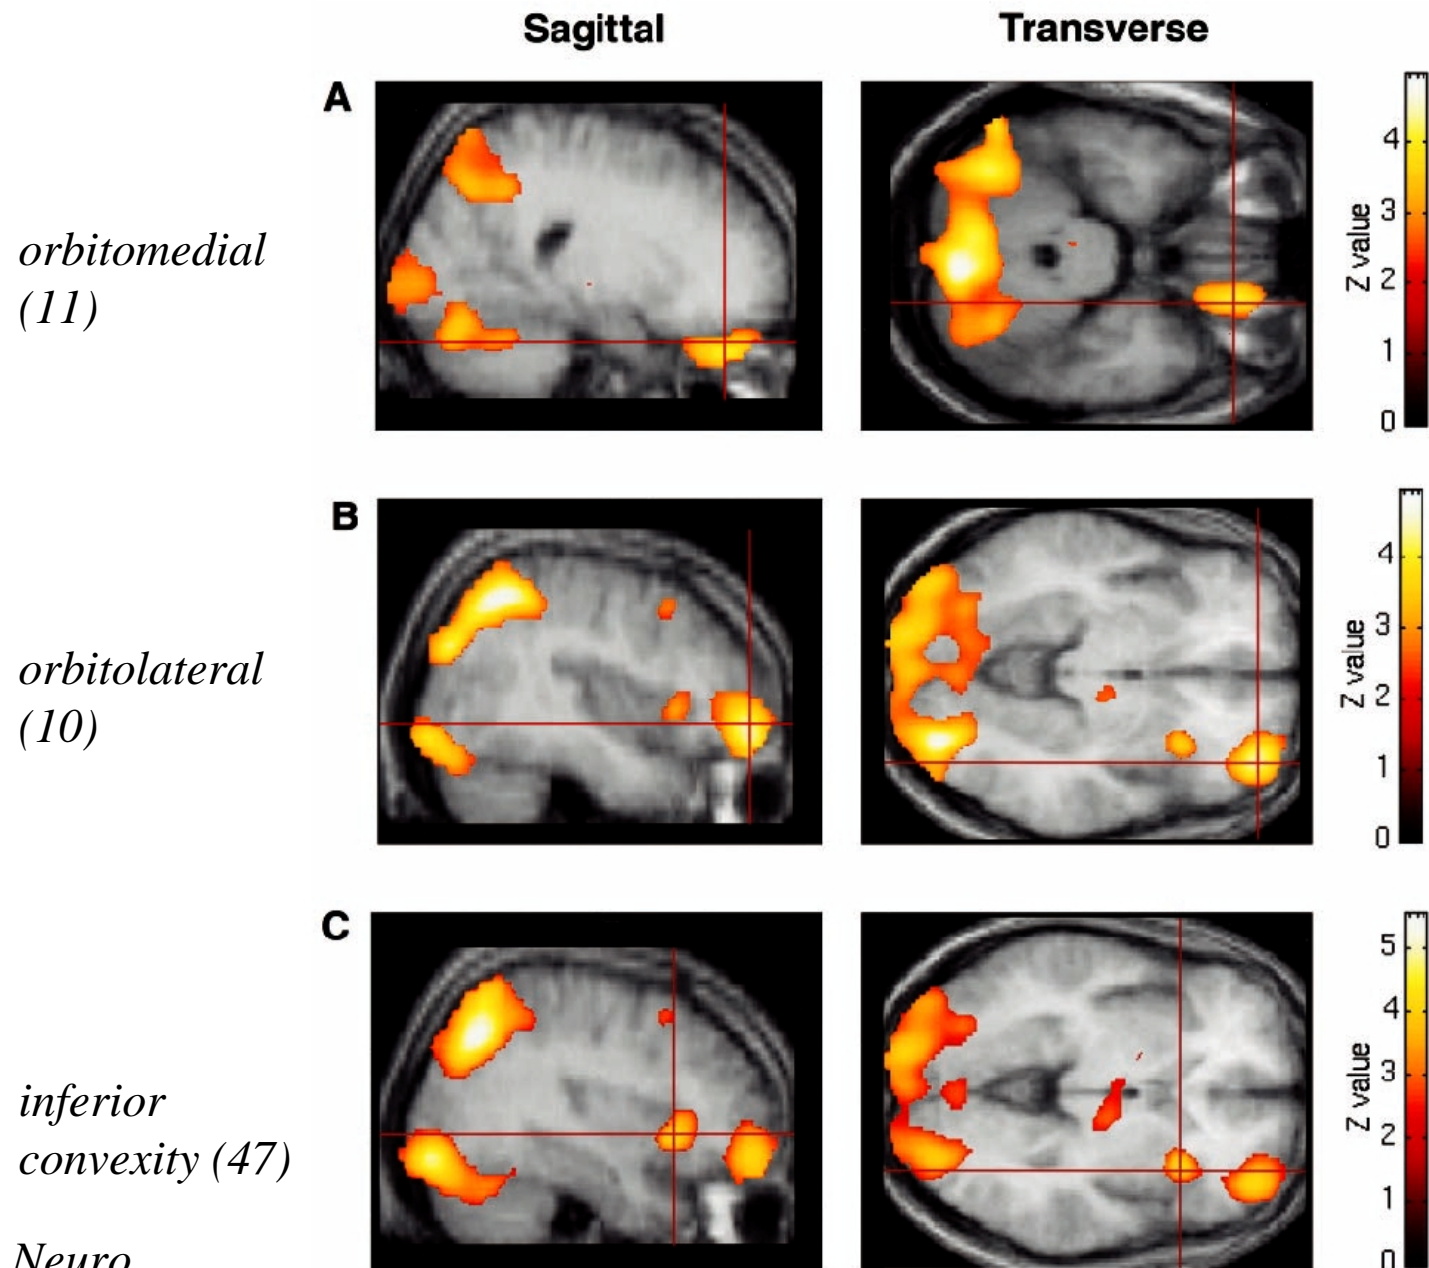 Sagittal
Transverse
A
orbitomedial
(11)
Z value
4
3
2
1
0
B
orbitolateral
(10)
Z value
4
3
2
1
0
C
inferior
convexity (47)
Z value
5
4
3
2
1
0
Neuro